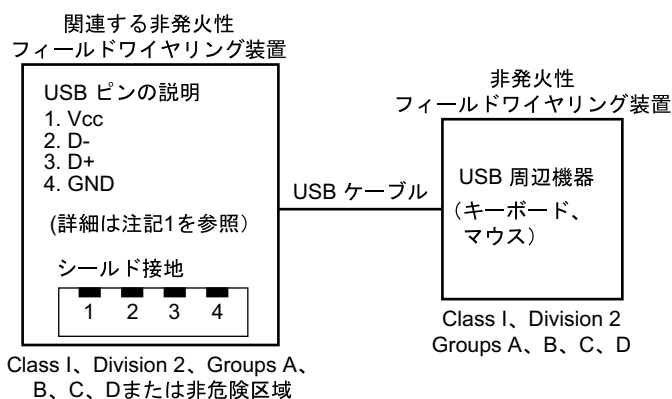 関連する非発火性
フィールドワイヤリング装置
USB ピンの説明
1. Vcc
2. D-
3. D+
4. GND
(詳細は注記1を参照）
シールド接地
1 2 3 4
Class I、Division 2、Groups A、
B、C、Dまたは非危険区域
USB ケーブル
非発火性
フィールドワイヤリング装置
USB 周辺機器
（キーボード、
マウス）
Class I、Division 2
Groups A、B、C、D